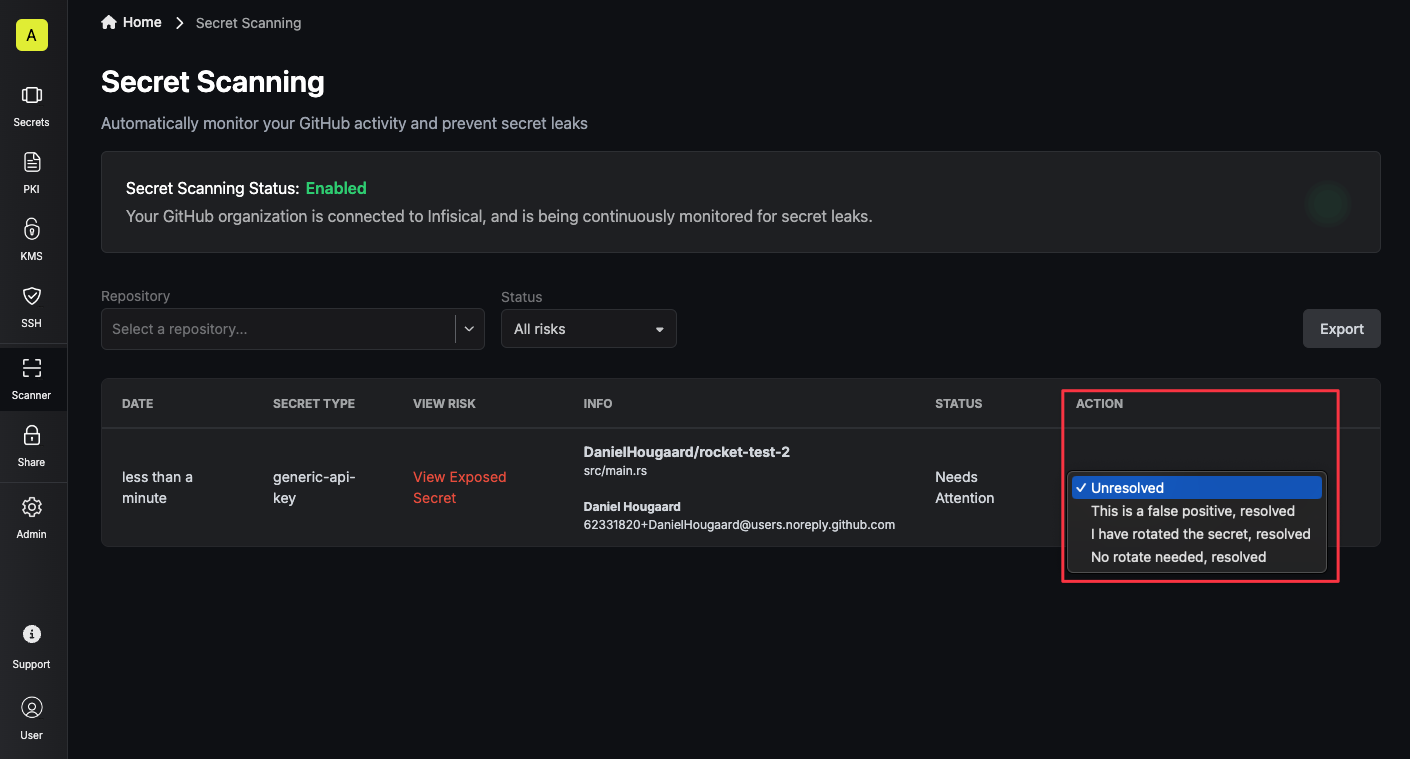 A
Secrets
PKI
KMS
SSH
Scanner
Share
Admin
Support
User
Home Secret Scanning
Secret Scanning
Automatically monitor your GitHub activity and prevent secret leaks
Secret Scanning Status: Enabled
Your GitHub organization is connected to Infisical, and is being continuously monitored for secret leaks.
Repository
Select a repository...
Status
All risks
Export
DATE SECRET TYPE VIEW RISK INFO STATUS ACTION
less than a
minute
generic-api-
key
View Exposed
Secret
DanielHougaard/rocket-test-2
src/main.rs
Daniel Hougaard
62331820+DanielHougaard@users.noreply.github.com
Needs
Attention
✓ Unresolved
This is a false positive, resolved
I have rotated the secret, resolved
No rotate needed, resolved